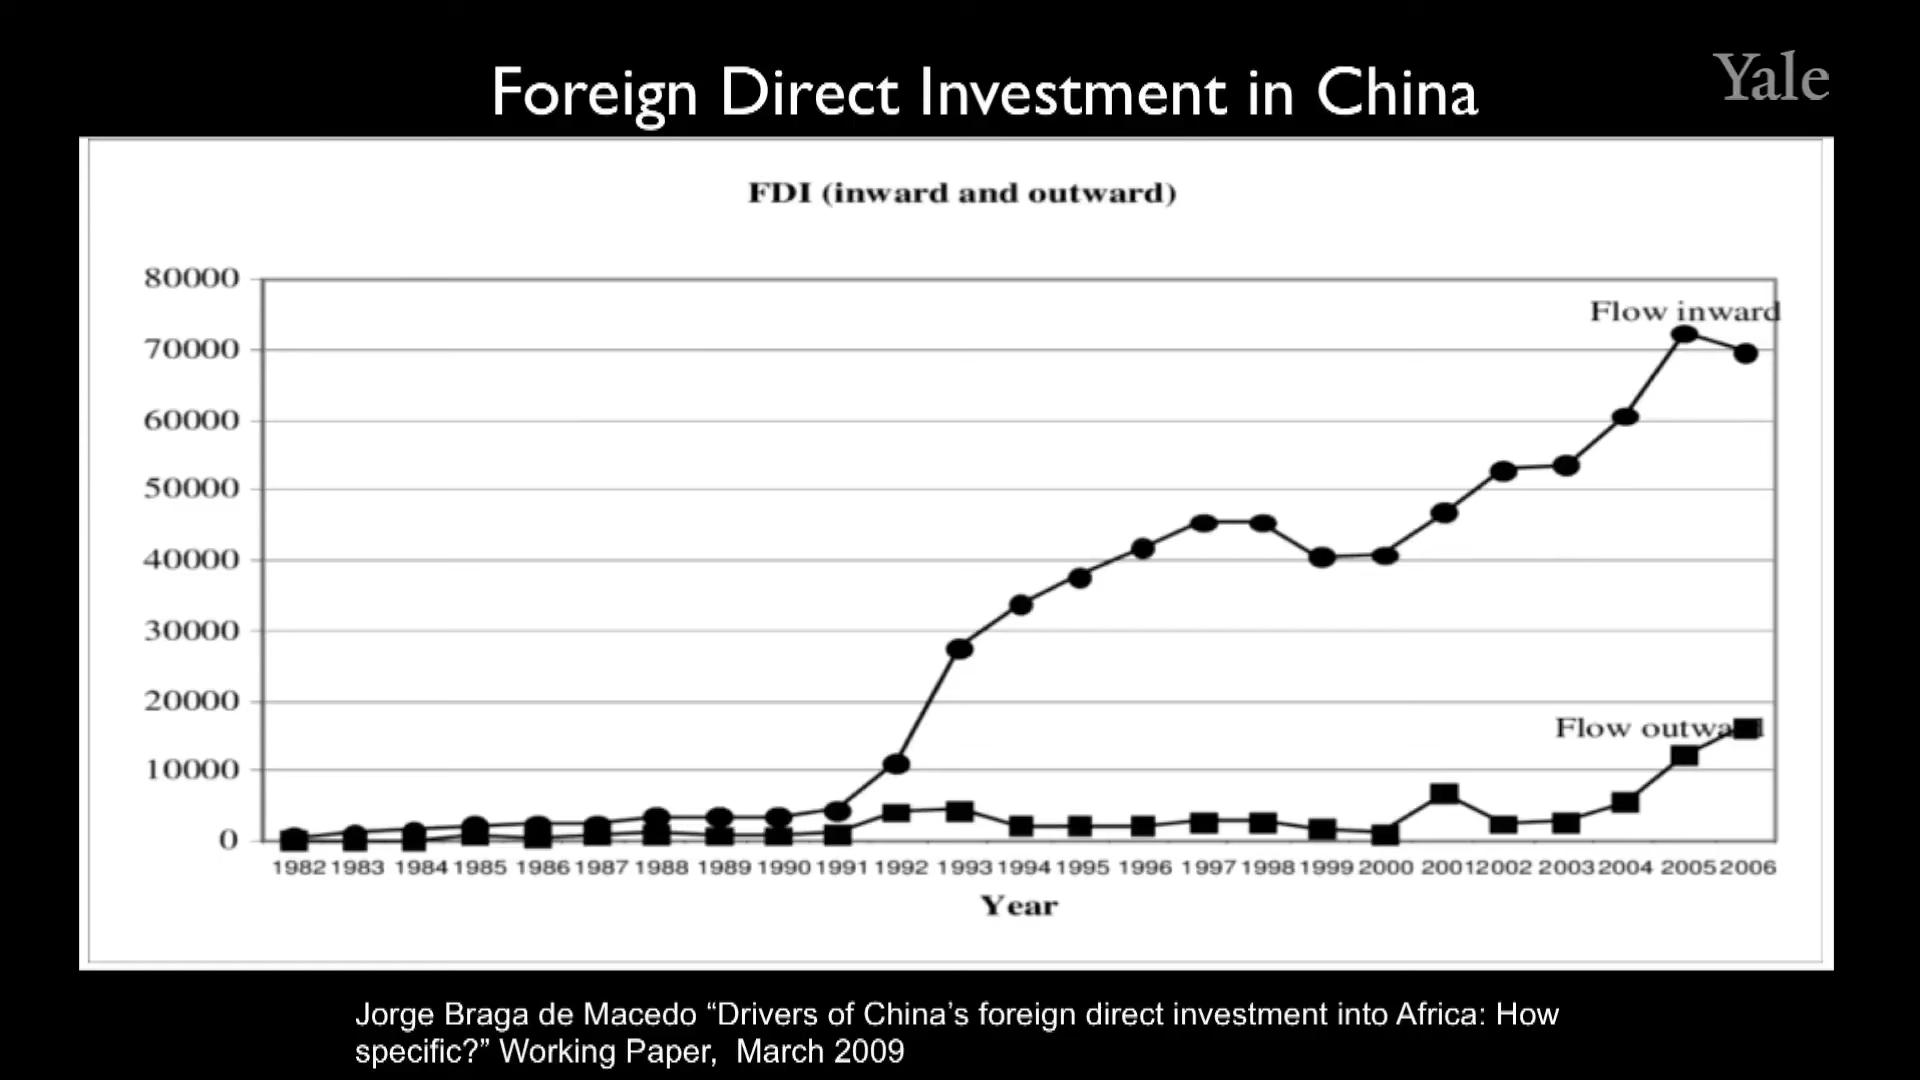 Foreign Direct Investment in China
Yale
FDI (inward and outward)
80000
70000
60000
50000
40000
30000
20000
10000
0
Flow inward
Flow outward
1982 1983 1984 1985 1986 1987 1988 1989 1990 1991 1992 1993 1994 1995 1996 1997 1998 1999 2000 2001 2002 2003 2004 2005 2006
Year
Jorge Braga de Macedo “Drivers of China’s foreign direct investment into Africa: How
specific?” Working Paper, March 2009